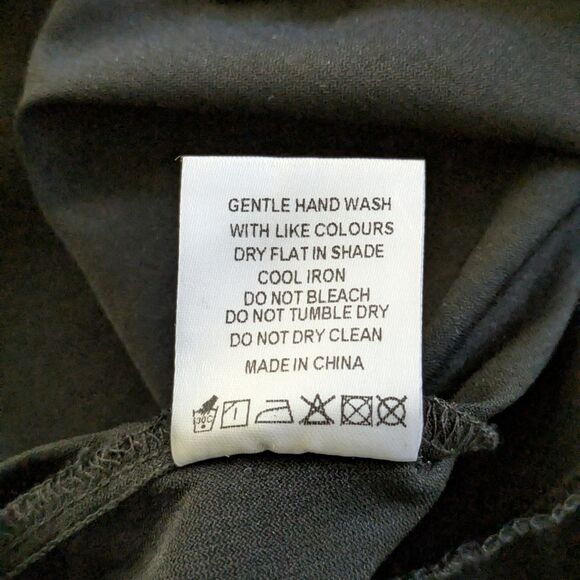 GENTLE HAND WASH
WITH LIKE COLOURS
DRY FLAT IN SHADE
COOL IRON
DO NOT BLEACH
DO NOT TUMBLE DRY
DO NOT DRY CLEAN
MADE IN CHINA
30C